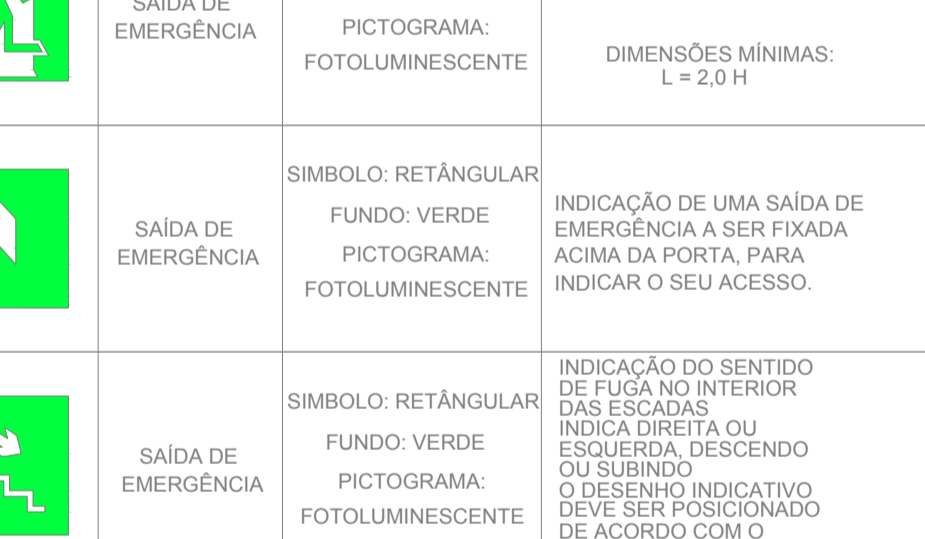 SAÍDA DE
EMERGÊNCIA
PICTOGRAMA:
FOTOLUMINESCENTE
DIMENSÕES MÍNIMAS:
L = 2,0 H
SAÍDA DE
EMERGÊNCIA
SIMBOLO: RETÂNGULAR
FUNDO: VERDE
PICTOGRAMA:
FOTOLUMINESCENTE
INDICAÇÃO DE UMA SAÍDA DE
EMERGÊNCIA A SER FIXADA
ACIMA DA PORTA, PARA
INDICAR O SEU ACESSO.
SAÍDA DE
EMERGÊNCIA
SIMBOLO: RETÂNGULAR
FUNDO: VERDE
PICTOGRAMA:
FOTOLUMINESCENTE
INDICAÇÃO DO SENTIDO
DE FUGA NO INTERIOR
DAS ESCADAS
INDICA DIREITA OU
ESQUERDA, DESCENDO
OU SUBINDO
O DESENHO INDICATIVO
DEVE SER POSICIONADO
DE ACORDO COM O